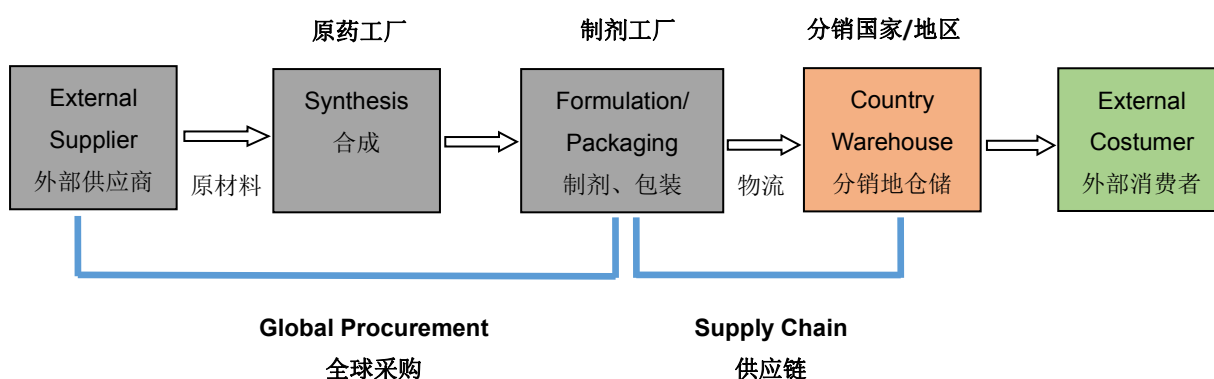 原药工厂
制剂工厂
分销国家/地区
External
Supplier
外部供应商
原材料
Synthesis
合成
Formulation/
Packaging
制剂、包装
物流
Country
Warehouse
分销地仓储
External
Costumer
外部消费者
Global Procurement
全球采购
Supply Chain
供应链